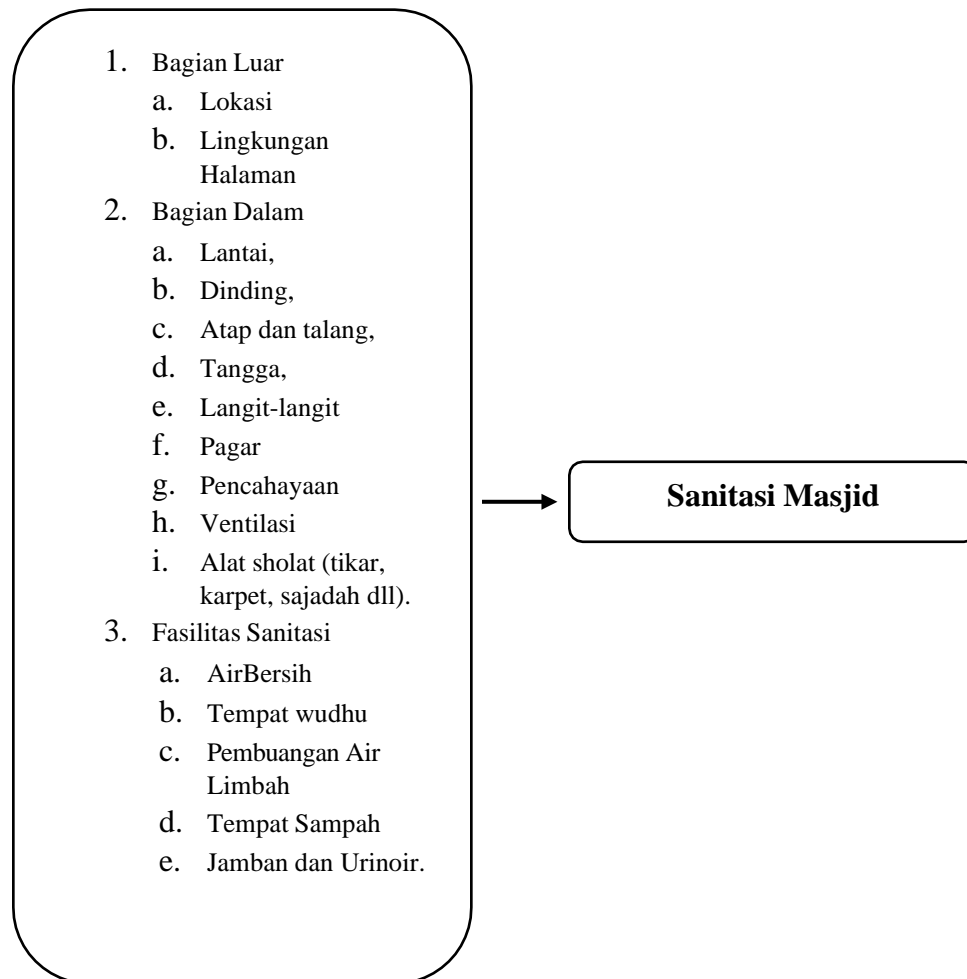 1. Bagian Luar
a. Lokasi
b. Lingkungan
Halaman
2. Bagian Dalam
a. Lantai,
b. Dinding,
c. Atap dan talang,
d. Tangga,
e. Langit-langit
f. Pagar
g. Pencahayaan
h. Ventilasi
i. Alat sholat (tikar,
karpet, sajadah dll).
3. Fasilitas Sanitasi
a. AirBersih
b. Tempat wudhu
c. Pembuangan Air
Limbah
d. Tempat Sampah
e. Jamban dan Urinoir.
Sanitasi Masjid